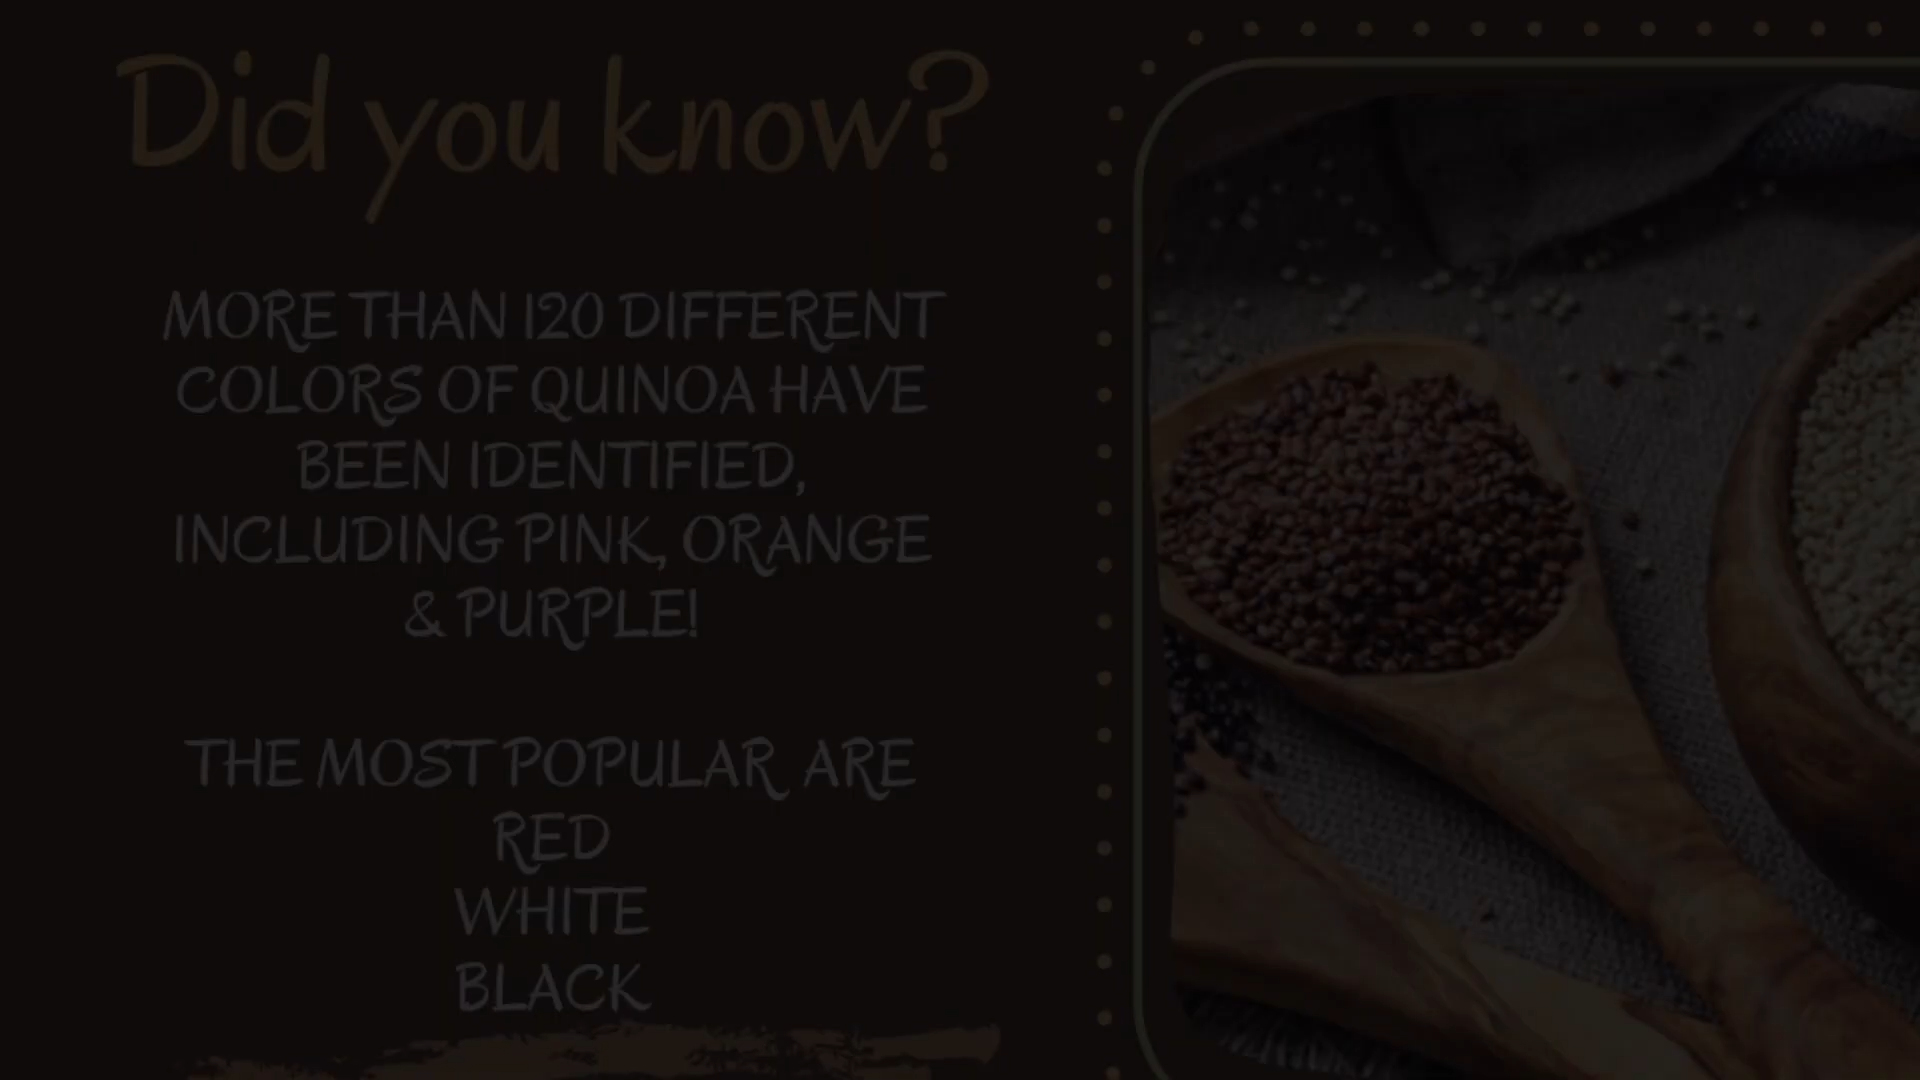 Did you know?
MORE THAN 120 DIFFERENT
COLORS OF QUINOA HAVE
BEEN IDENTIFIED,
INCLUDING PINK, ORANGE
& PURPLE!
THE MOST POPULAR ARE
RED
WHITE
BLACK